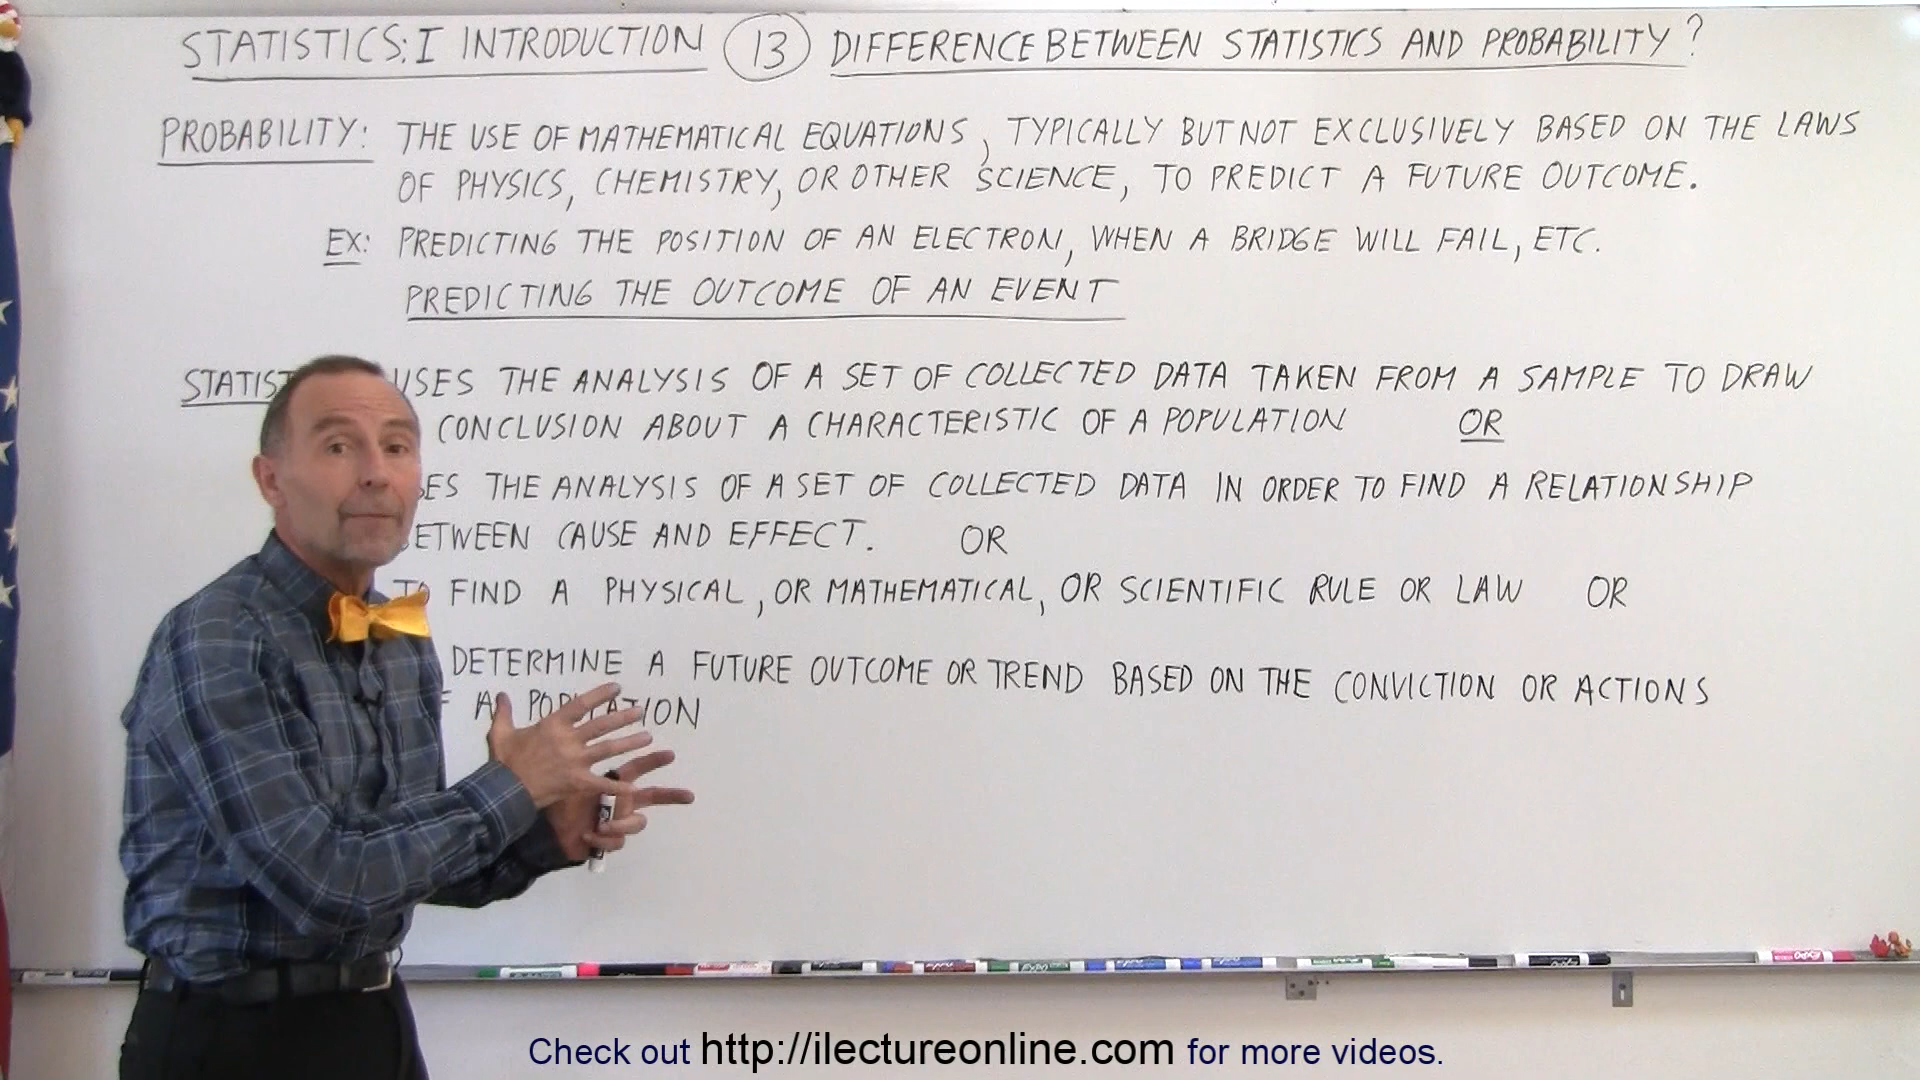 STATISTICS: I INTRODUCTION 13 DIFFERENCE BETWEEN STATISTICS AND PROBABILITY?
PROBABILITY: THE USE OF MATHEMATICAL EQUATIONS, TYPICALLY BUT NOT EXCLUSIVELY BASED ON THE LAWS
OF PHYSICS, CHEMISTRY, OR OTHER SCIENCE, TO PREDICT A FUTURE OUTCOME.
EX: PREDICTING THE POSITION OF AN ELECTRON, WHEN A BRIDGE WILL FAIL, ETC.
PREDICTING THE OUTCOME OF AN EVENT
STATIST USES THE ANALYSIS OF A SET OF COLLECTED DATA TAKEN FROM A SAMPLE TO DRAW
CONCLUSION ABOUT A CHARACTERISTIC OF A POPULATION OR
ES THE ANALYSIS OF A SET OF COLLECTED DATA IN ORDER TO FIND A RELATIONSHIP
ETWEEN CAUSE AND EFFECT. OR
TO FIND A PHYSICAL, OR MATHEMATICAL, OR SCIENTIFIC RULE OR LAW OR
DETERMINE A FUTURE OUTCOME OR TREND BASED ON THE CONVICTION OR ACTIONS
F A POPULATION
Check out http://ilectureonline.com for more videos.